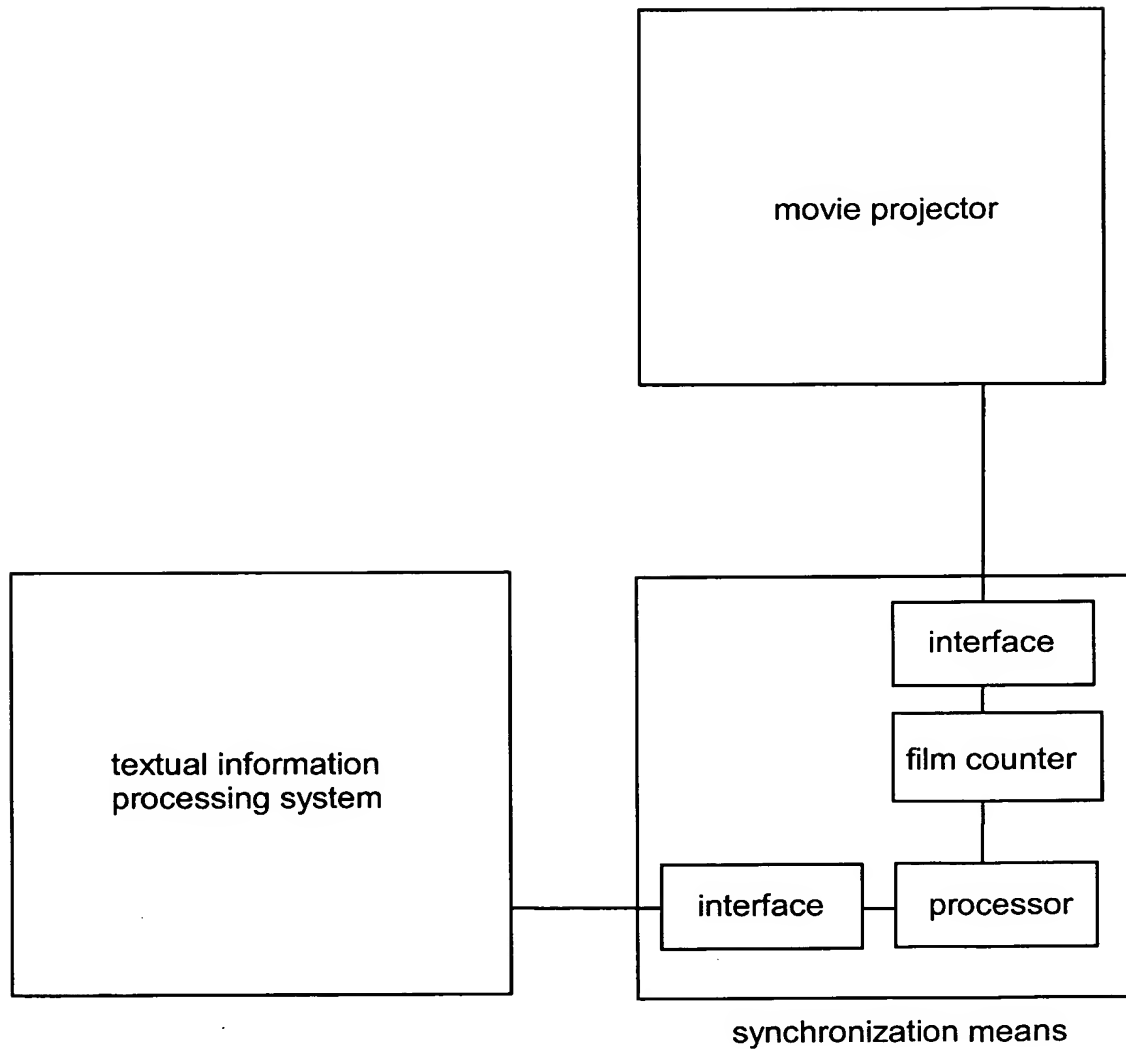 movie projector
interface
film counter
textual information
processing system
interface
processor
synchronization means